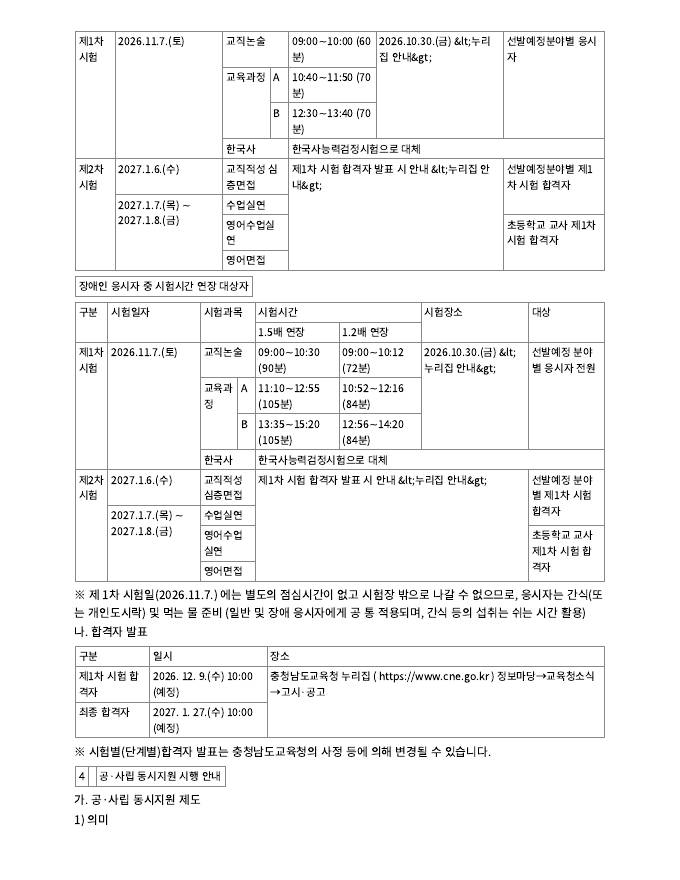 제1차 시험 2026.11.7.(토) 교직논술 09:00~10:00 (60분) 2026.10.30.(금) &lt;누리집 안내&gt; 선발예정분야별 응시자
교육과정 A 10:40~11:50 (70분)
B 12:30~13:40 (70분)
한국사 한국사능력검정시험으로 대체
제2차 시험 2027.1.6.(수) 교직적성 심층면접 제1차 시험 합격자 발표 시 안내 &lt;누리집 안내&gt; 선발예정분야별 제1차 시험 합격자
2027.1.7.(목) ~ 2027.1.8.(금) 수업실연
영어수업실연 초등학교 교사 제1차 시험 합격자
영어면접
장애인 응시자 중 시험시간 연장 대상자
구분 시험일자 시험과목 시험시간 시험장소 대상
1.5배 연장 1.2배 연장
제1차 시험 2026.11.7.(토) 교직논술 09:00~10:30 (90분) 09:00~10:12 (72분) 2026.10.30.(금) &lt;누리집 안내&gt; 선발예정 분야별 응시자 전원
교육과정 A 11:10~12:55 (105분) 10:52~12:16 (84분)
B 13:35~15:20 (105분) 12:56~14:20 (84분)
한국사 한국사능력검정시험으로 대체
제2차 시험 2027.1.6.(수) 교직적성 심층면접 제1차 시험 합격자 발표 시 안내 &lt;누리집 안내&gt; 선발예정 분야별 제1차 시험 합격자
2027.1.7.(목) ~ 2027.1.8.(금) 수업실연
영어수업 실연 초등학교 교사 제1차 시험 합격자
영어면접
※ 제 1차 시험일(2026.11.7.) 에는 별도의 점심시간이 없고 시험장 밖으로 나갈 수 없으므로, 응시자는 간식(또
는 개인도시락) 및 먹는 물 준비 (일반 및 장애 응시자에게 공 통 적용되며, 간식 등의 섭취는 쉬는 시간 활용)
나. 합격자 발표
구분 일시 장소
제1차 시험 합격자 2026. 12. 9.(수) 10:00 (예정) 충청남도교육청 누리집 ( https://www.cne.go.kr ) 정보마당→교육청소식→고시·공고
최종 합격자 2027. 1. 27.(수) 10:00 (예정)
※ 시험별(단계별)합격자 발표는 충청남도교육청의 사정 등에 의해 변경될 수 있습니다.
4 공·사립 동시지원 시행 안내
가. 공·사립 동시지원 제도
1) 의미